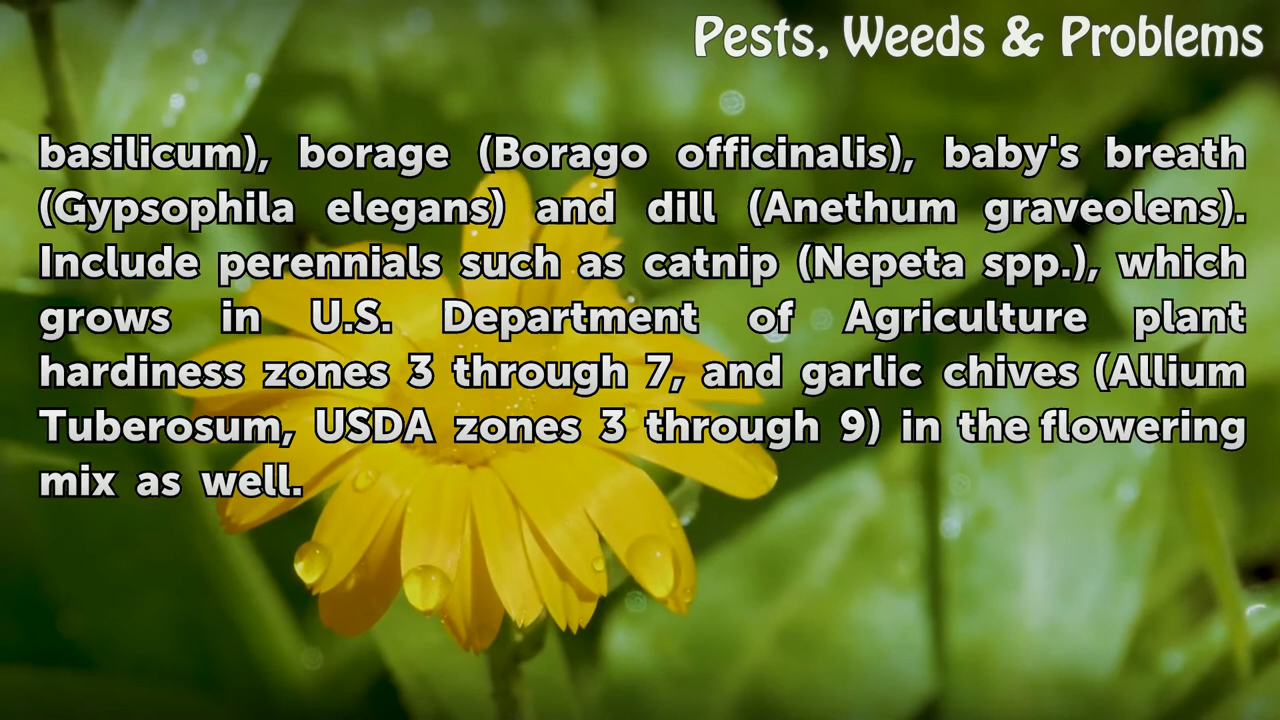 Pests, Weeds & Problems
basilicum), borage (Borago officinalis), baby's breath
(Gypsophila elegans) and dill (Anethum graveolens).
Include perennials such as catnip (Nepeta spp.), which
grows in U.S. Department of Agriculture plant
hardiness zones 3 through 7, and garlic chives (Allium
Tuberosum, USDA zones 3 through 9) in the flowering
mix as well.